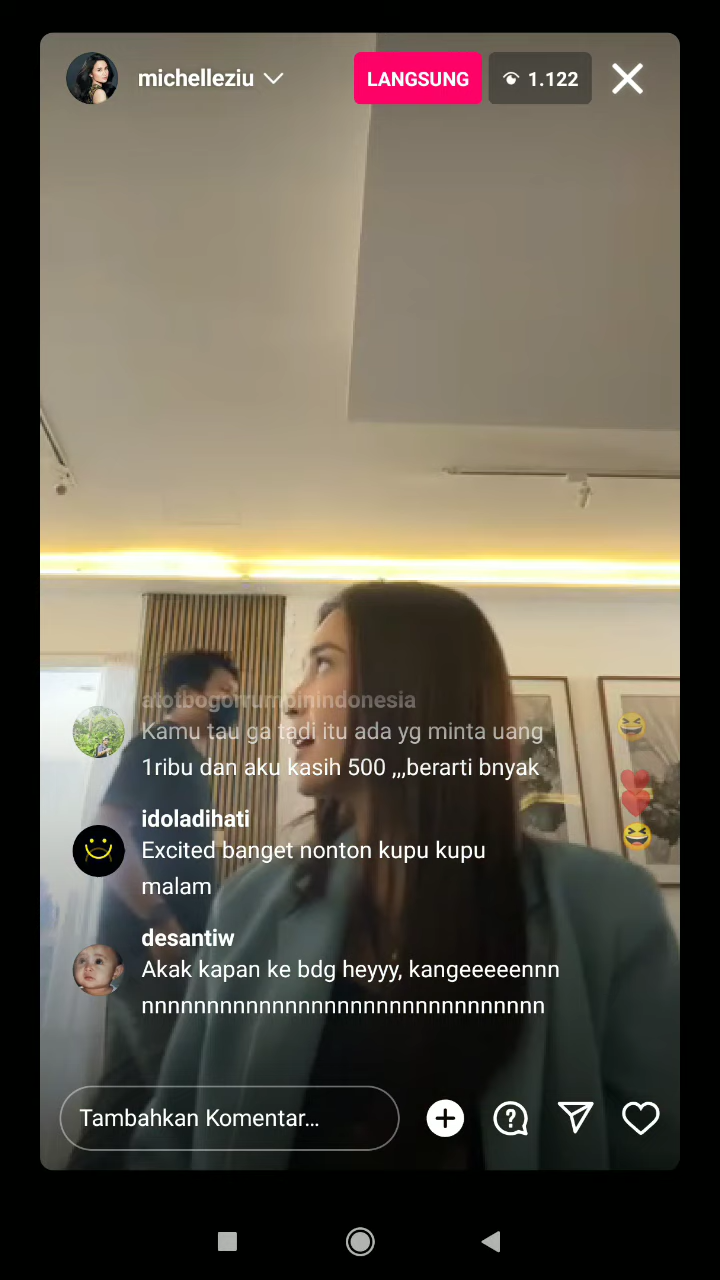 michelleziu
LANGSUNG
1.122
Kamu tau ga tadi itu ada yg minta uang
1ribu dan aku kasih 500 ,,,berarti bnyak
idoladihati
Excited banget nonton kupu kupu
malam
desantiw
Akak kapan ke bdg heyyy, kangeeeeennn
nnnnnnnnnnnnnnnnnnnnnnnnnnnnnnn
Tambahkan Komentar...